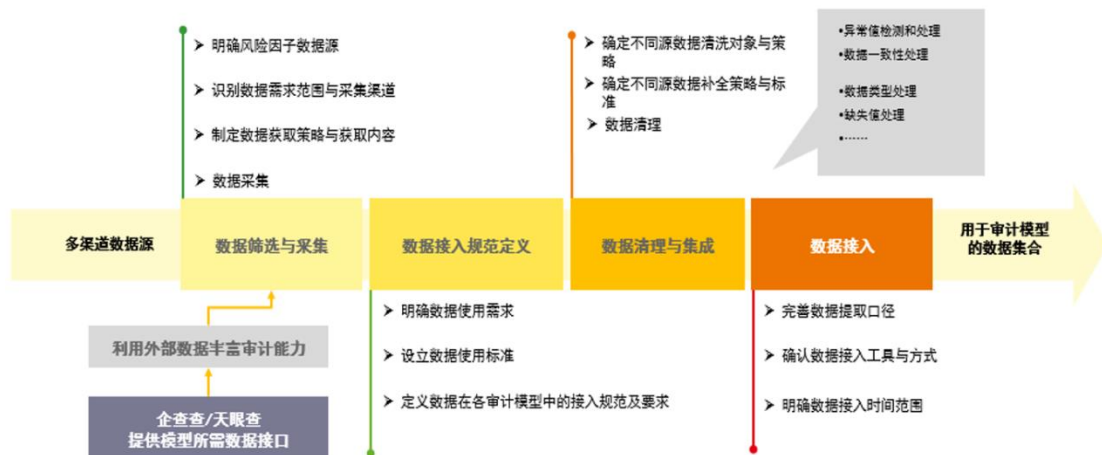 ➤ 明确风险因子数据源
➤ 识别数据需求范围与采集渠道
➤ 制定数据获取策略与获取内容
➤ 数据采集
➤ 确定不同源数据清洗对象与策
略
➤ 确定不同源数据补全策略与标
准
➤ 数据清理
▪异常值检测和处理
▪数据一致性处理
▪数据类型处理
▪缺失值处理
▪······
多渠道数据源
数据筛选与采集
数据接入规范定义
数据清理与集成
数据接入
用于审计模型
的数据集合
利用外部数据丰富审计能力
企查查/天眼查
提供模型所需数据接口
➤ 明确数据使用需求
➤ 设立数据使用标准
➤ 定义数据在各审计模型中的接入规范及要求
➤ 完善数据提取口径
➤ 确认数据接入工具与方式
➤ 明确数据接入时间范围